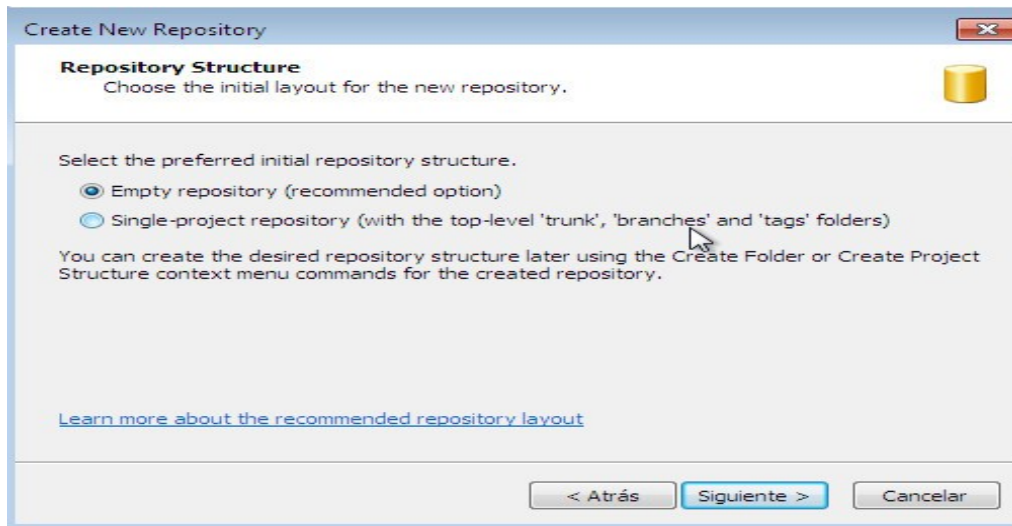 Create New Repository
Repository Structure
Choose the initial layout for the new repository.
Select the preferred initial repository structure.
Empty repository (recommended option)
Single-project repository (with the top-level 'trunk', 'branches' and 'tags' folders)
You can create the desired repository structure later using the Create Folder or Create Project
Structure context menu commands for the created repository.
Learn more about the recommended repository layout
< Atrás Siguiente > Cancelar